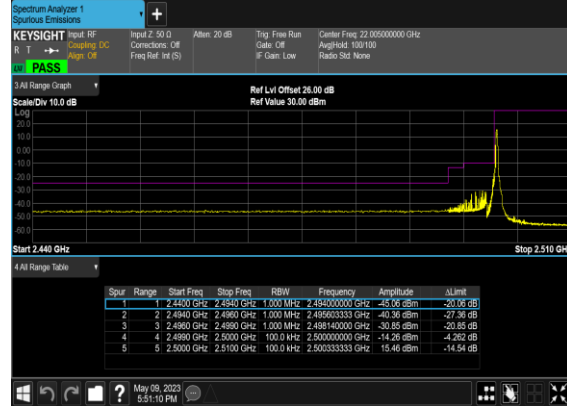 Spectrum Analyzer 1
Spurious Emissions
+
KEYSIGHT Input: RF Input Z: 50 Ω Atten: 20 dB Trig: Free Run Center Freq: 22.005000000 GHz
R T Coupling: DC Corrections: Off Gate: Off Avg|Hold: 100/100
Align: Off Freq Ref: Int (S) IF Gain: Low Radio Std: None
PASS
3 All Range Graph
Ref Lvl Offset 26.00 dB
Scale/Div 10.0 dB Ref Value 30.00 dBm
Log
20.0
10.0
0.00
-10.0
-20.0
-30.0
-40.0
-50.0
-60.0
Start 2.440 GHz Stop 2.510 GH
4 All Range Table
Spur Range Start Freq Stop Freq RBW Frequency Amplitude ΔLimit
1 1 2.4400 GHz 2.4940 GHz 1.000 MHz 2.494000000 GHz -45.06 dBm -20.06 dB
2 2 2.4940 GHz 2.4960 GHz 1.000 MHz 2.495603333 GHz -40.36 dBm -27.36 dB
3 3 2.4960 GHz 2.4990 GHz 1.000 MHz 2.498140000 GHz -30.85 dBm -20.85 dB
4 4 2.4990 GHz 2.5000 GHz 100.0 kHz 2.500000000 GHz -14.26 dBm -4.262 dB
5 5 2.5000 GHz 2.5100 GHz 100.0 kHz 2.500333333 GHz 15.46 dBm -14.54 dB
? May 09, 2023
5:51:10 PM